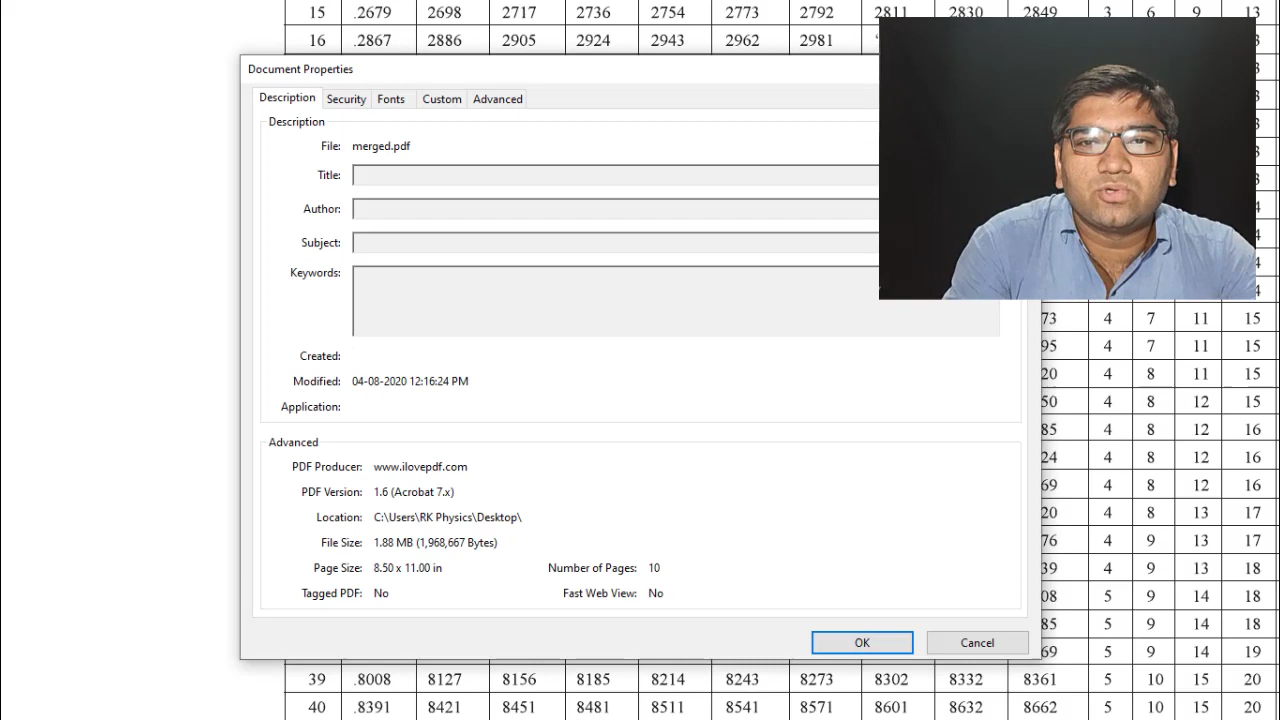 15 .2679 2698 2717 2736 2754 2773 2792 2811 2830 2849 3 6 9 13
16 .2867 2886 2905 2924 2943 2962 2981
Document Properties
Description Security Fonts Custom Advanced
Description
File: merged.pdf
Title:
Author:
Subject:
Keywords:
73 4 7 11 15
95 4 7 11 15
Created:
20 4 8 11 15
Modified: 04-08-2020 12:16:24 PM
50 4 8 12 15
Application:
85 4 8 12 16
Advanced
24 4 8 12 16
PDF Producer: www.ilovepdf.com
69 4 8 12 16
PDF Version: 1.6 (Acrobat 7.x)
20 4 8 13 17
Location: C:\Users\RK Physics\Desktop\
76 4 9 13 17
File Size: 1.88 MB (1,968,667 Bytes)
39 4 9 13 18
Page Size: 8.50 x 11.00 in Number of Pages: 10
08 5 9 14 18
Tagged PDF: No Fast Web View: No
85 5 9 14 18
OK Cancel
69 5 9 14 19
39 .8008 8127 8156 8185 8214 8243 8273 8302 8332 8361 5 10 15 20
40 .8391 8421 8451 8481 8511 8541 8571 8601 8632 8662 5 10 15 20